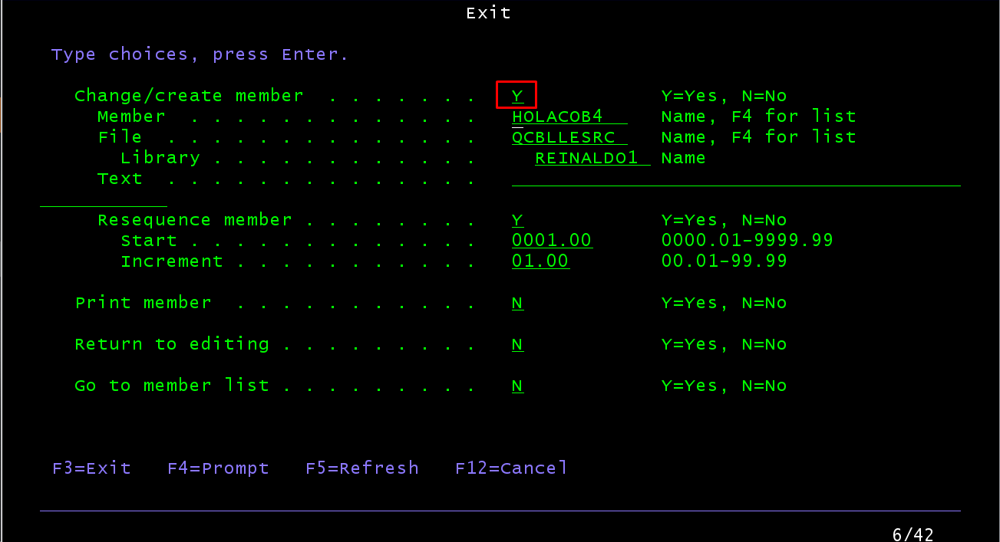 Exit
Type choices, press Enter.
Change/create member . . . . . . . Y Y=Yes, N=No
Member . . . . . . . . . . . . . HOLACOB4 Name, F4 for list
File . . . . . . . . . . . . . . QCBLLESRC Name, F4 for list
Library . . . . . . . . . . . . REINALDO1 Name
Text . . . . . . . . . . . . . .
Resequence member . . . . . . . . Y Y=Yes, N=No
Start . . . . . . . . . . . . . 0001.00 0000.01-9999.99
Increment . . . . . . . . . . . 01.00 00.01-99.99
Print member . . . . . . . . . . . N Y=Yes, N=No
Return to editing . . . . . . . . . N Y=Yes, N=No
Go to member list . . . . . . . . . N Y=Yes, N=No
F3=Exit F4=Prompt F5=Refresh F12=Cancel
6/42